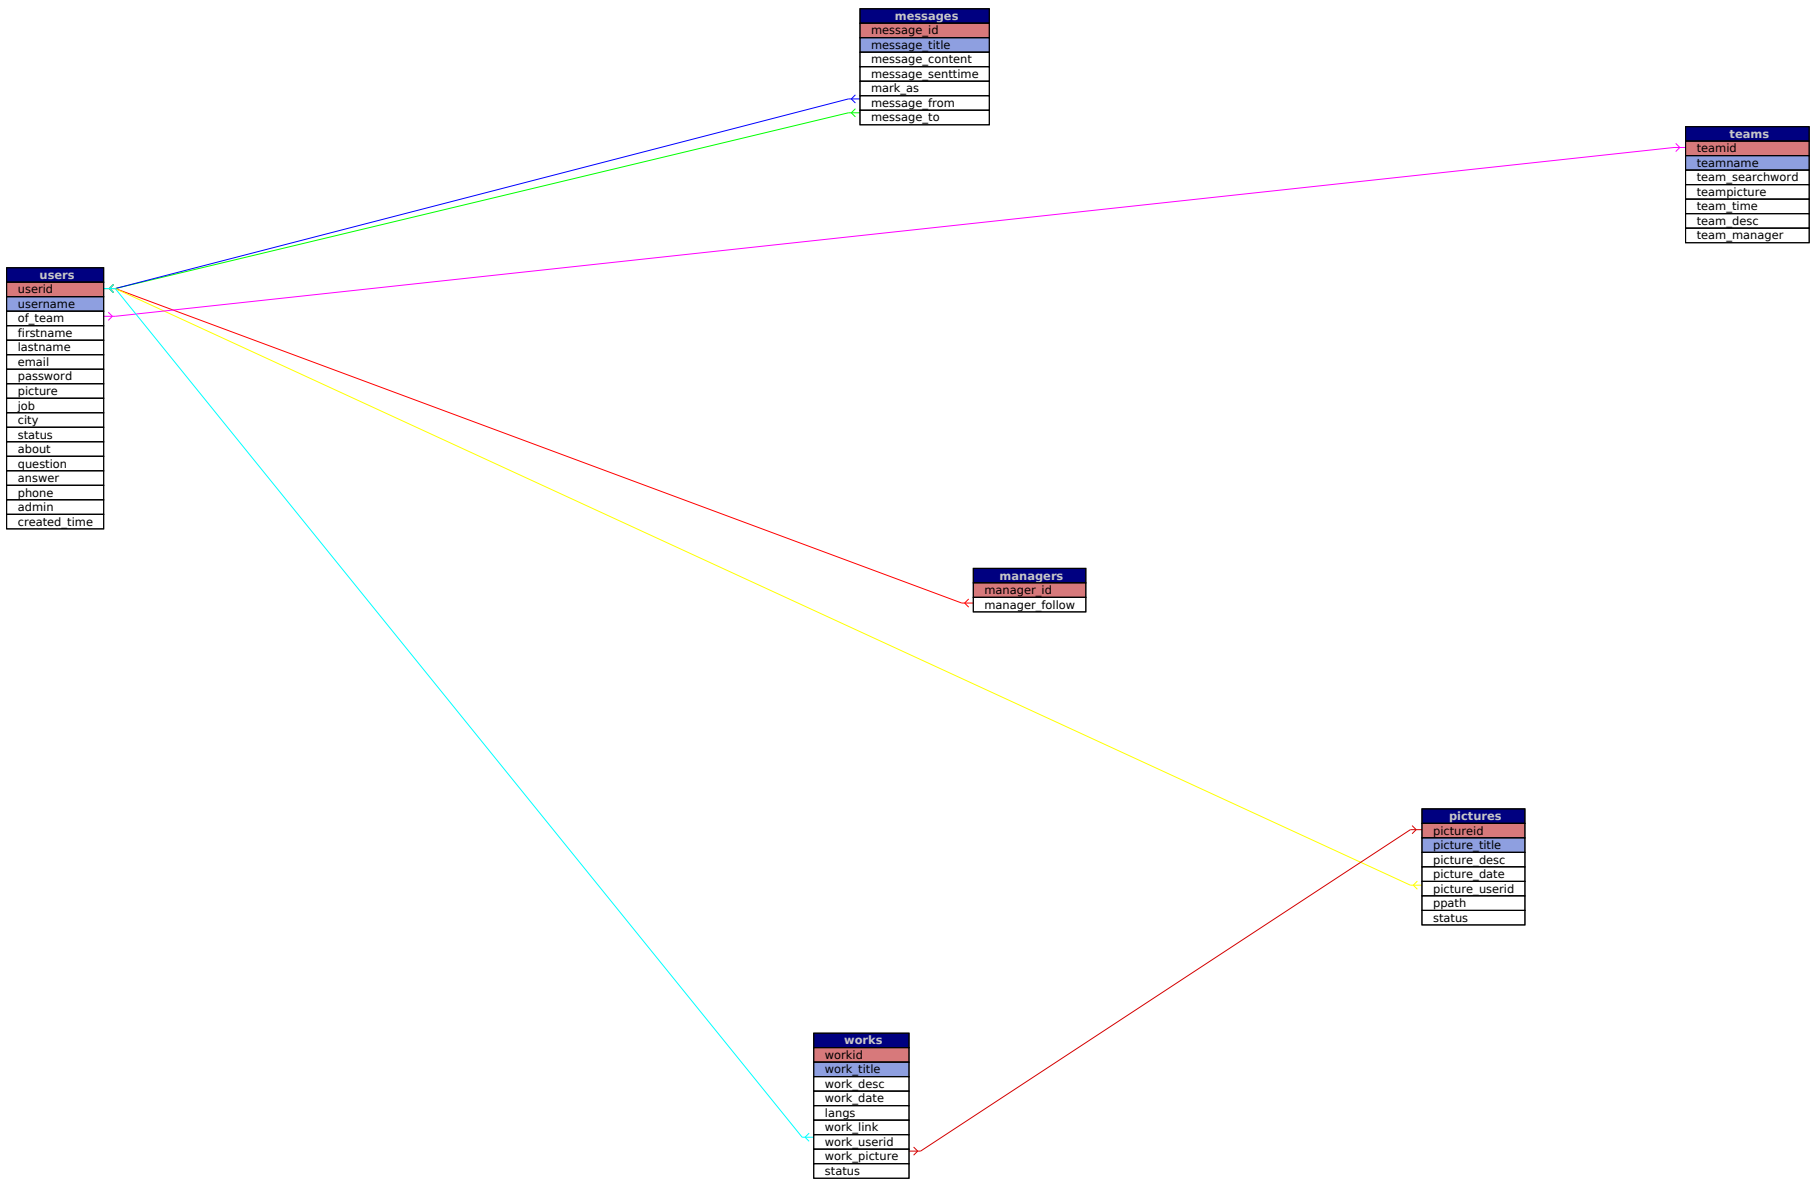 messages
message_id
message_title
message_content
message_senttime
mark_as
message_from
message_to
teams
teamid
teamname
team_searchword
teampicture
team_time
team_desc
team_manager
users
userid
username
of_team
firstname
lastname
email
password
picture
job
city
status
about
question
answer
phone
admin
created_time
managers
manager_id
manager_follow
pictures
pictureid
picture_title
picture_desc
picture_date
picture_userid
ppath
status
works
workid
work_title
work_desc
work_date
langs
work_link
work_userid
work_picture
status